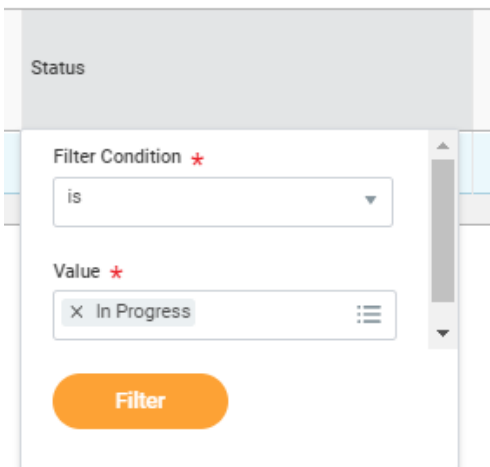 Status
Filter Condition *
is
Value *
× In Progress
Filter